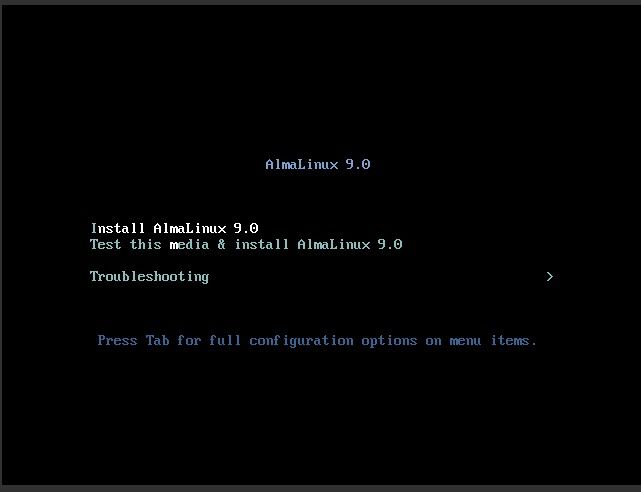 AlmaLinux 9.0
Install AlmaLinux 9.0
Test this media & install AlmaLinux 9.0
Troubleshooting >
Press Tab for full configuration options on menu items.